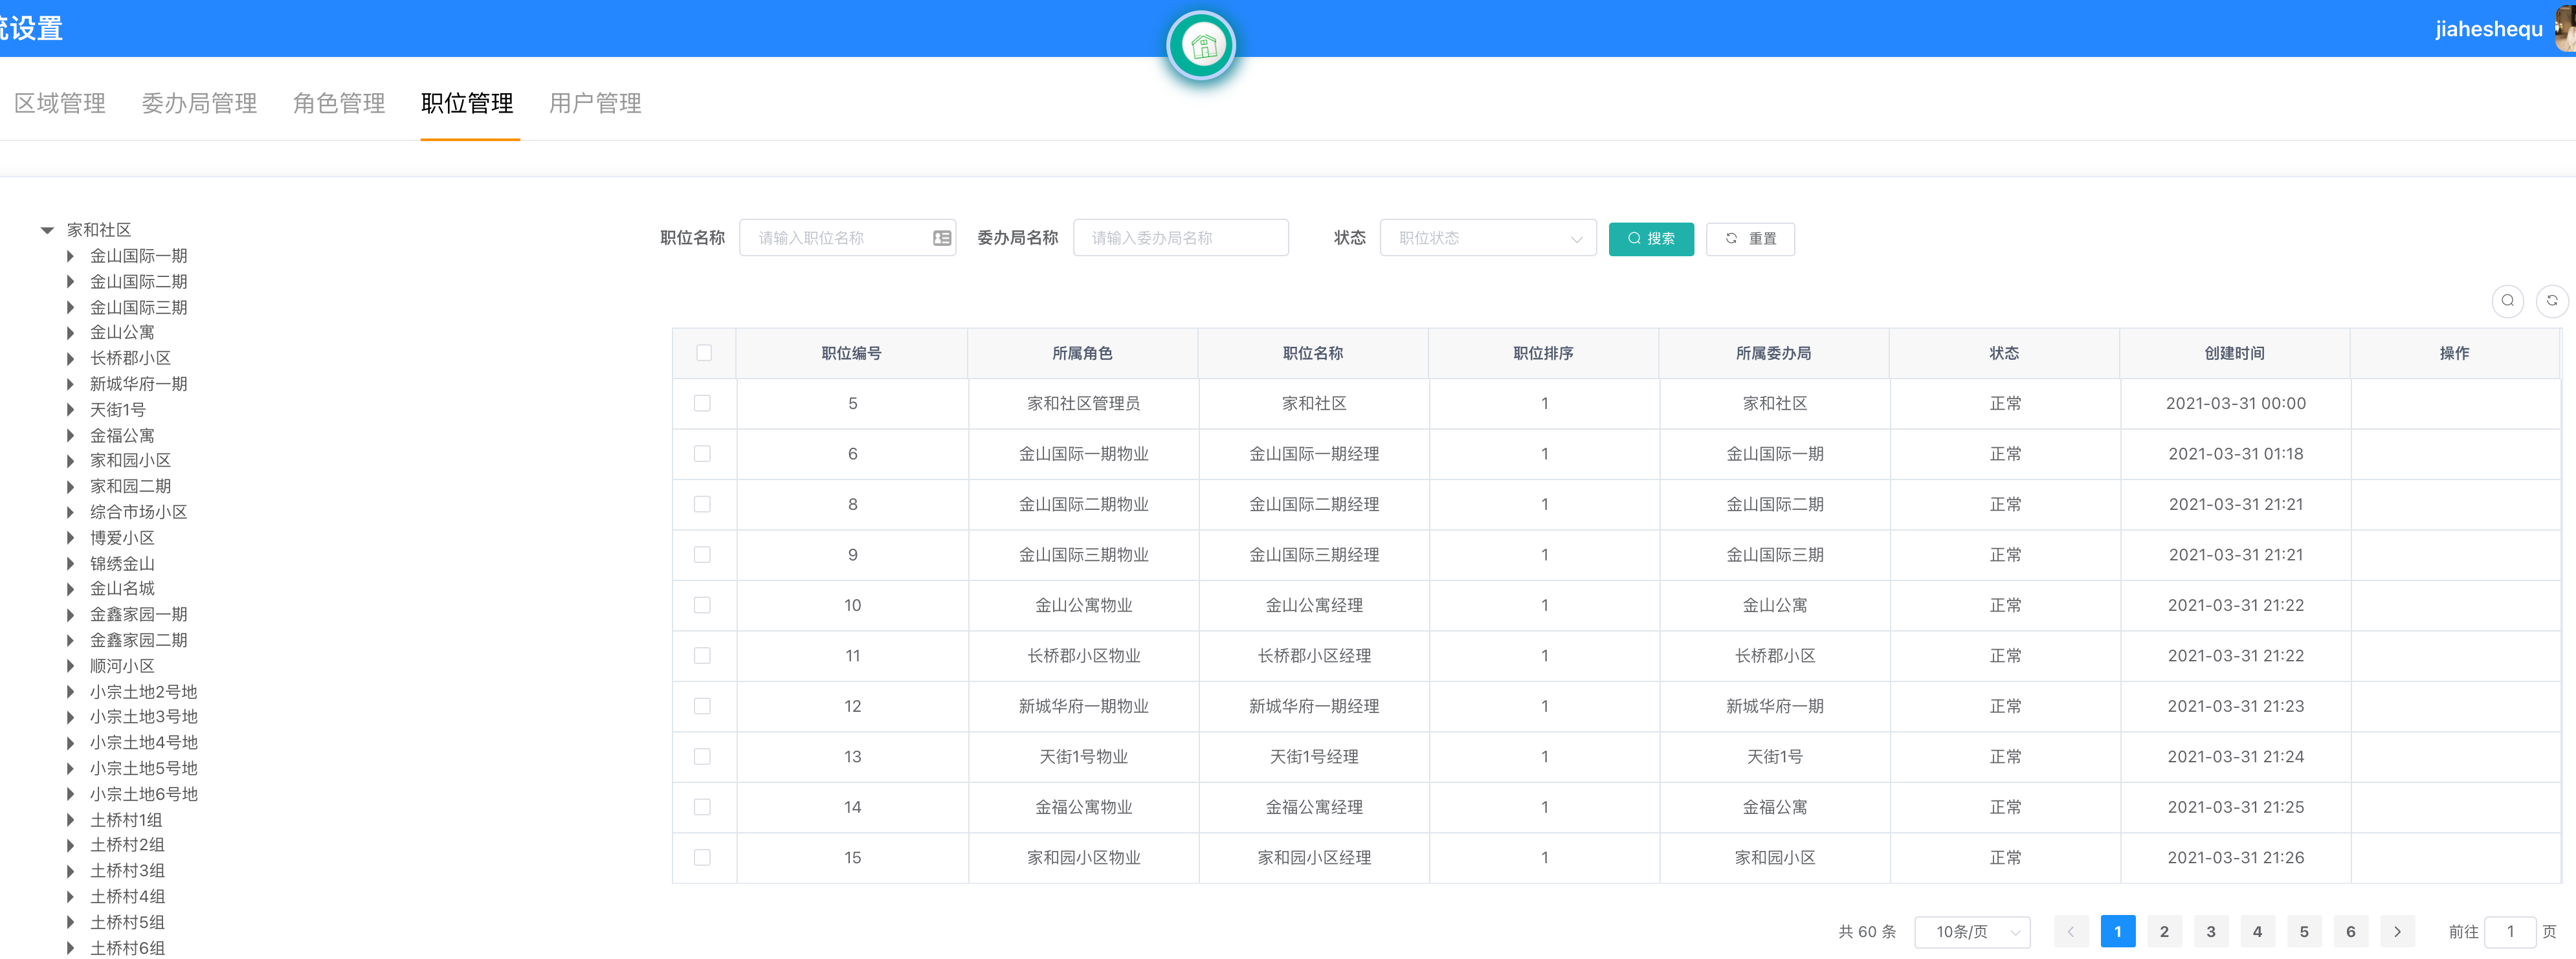 设置
jiaheshequ
区域管理 委办局管理 角色管理 职位管理 用户管理
家和社区
金山国际一期
金山国际二期
金山国际三期
金山公寓
长桥郡小区
新城华府一期
天街1号
金福公寓
家和园小区
家和园二期
综合市场小区
博爱小区
锦绣金山
金山名城
金鑫家园一期
金鑫家园二期
顺河小区
小宗土地2号地
小宗土地3号地
小宗土地4号地
小宗土地5号地
小宗土地6号地
土桥村1组
土桥村2组
土桥村3组
土桥村4组
土桥村5组
土桥村6组
职位名称 请输入职位名称 委办局名称 请输入委办局名称 状态 职位状态 搜索 重置
职位编号 所属角色 职位名称 职位排序 所属委办局 状态 创建时间 操作
5 家和社区管理员 家和社区 1 家和社区 正常 2021-03-31 00:00
6 金山国际一期物业 金山国际一期经理 1 金山国际一期 正常 2021-03-31 01:18
8 金山国际二期物业 金山国际二期经理 1 金山国际二期 正常 2021-03-31 21:21
9 金山国际三期物业 金山国际三期经理 1 金山国际三期 正常 2021-03-31 21:21
10 金山公寓物业 金山公寓经理 1 金山公寓 正常 2021-03-31 21:22
11 长桥郡小区物业 长桥郡小区经理 1 长桥郡小区 正常 2021-03-31 21:22
12 新城华府一期物业 新城华府一期经理 1 新城华府一期 正常 2021-03-31 21:23
13 天街1号物业 天街1号经理 1 天街1号 正常 2021-03-31 21:24
14 金福公寓物业 金福公寓经理 1 金福公寓 正常 2021-03-31 21:25
15 家和园小区物业 家和园小区经理 1 家和园小区 正常 2021-03-31 21:26
共 60 条 10条/页 1 2 3 4 5 6 前往 1 页